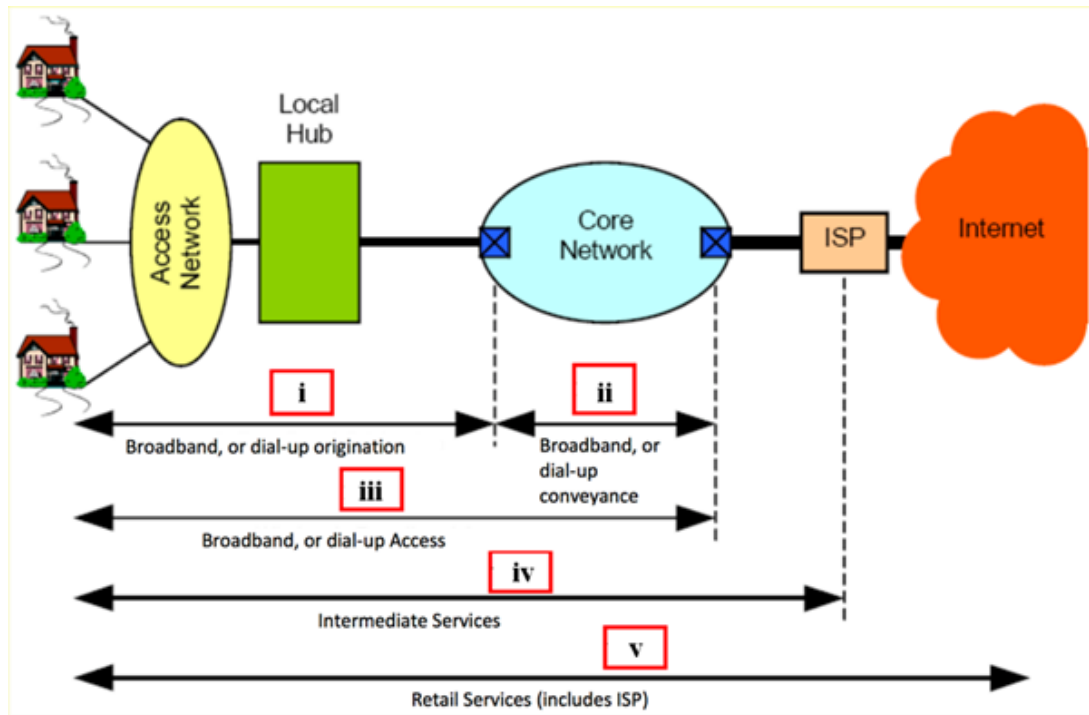 Local
Hub
Access
Network
Core
Network
ISP
Internet
i
ii
Broadband, or dial-up origination
Broadband, or
dial-up
conveyance
iii
Broadband, or dial-up Access
iv
Intermediate Services
v
Retail Services (includes ISP)